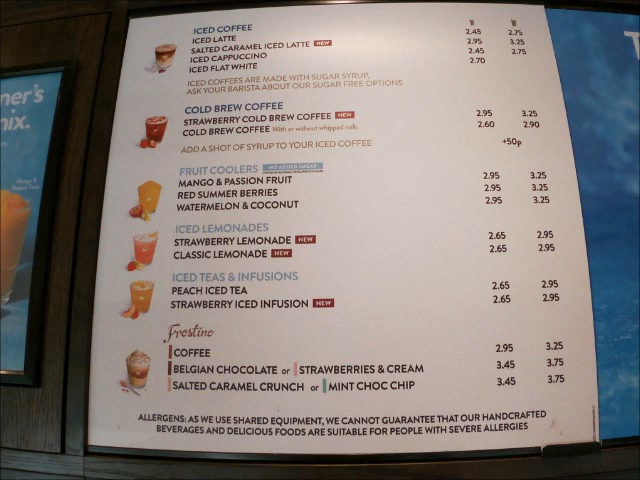 ner's
nix.
ICED COFFEE
ICED LATTE 2.45 2.75
SALTED CARAMEL ICED LATTE NEW 2.95 3.25
ICED CAPPUCCINO 2.45 2.75
ICED FLAT WHITE 2.70
ICED COFFEES ARE MADE WITH SUGAR SYRUP,
ASK YOUR BARISTA ABOUT OUR SUGAR FREE OPTIONS
COLD BREW COFFEE
STRAWBERRY COLD BREW COFFEE NEW 2.95 3.25
COLD BREW COFFEE With or without whipped milk 2.60 2.90
ADD A SHOT OF SYRUP TO YOUR ICED COFFEE +50p
FRUIT COOLERS NO ADDED SUGAR
MANGO & PASSION FRUIT 2.95 3.25
RED SUMMER BERRIES 2.95 3.25
WATERMELON & COCONUT 2.95 3.25
ICED LEMONADES
STRAWBERRY LEMONADE NEW 2.65 2.95
CLASSIC LEMONADE NEW 2.65 2.95
ICED TEAS & INFUSIONS
PEACH ICED TEA 2.65 2.95
STRAWBERRY ICED INFUSION NEW 2.65 2.95
Frostino
COFFEE 2.95 3.25
BELGIAN CHOCOLATE or STRAWBERRIES & CREAM 3.45 3.75
SALTED CARAMEL CRUNCH or MINT CHOC CHIP 3.45 3.75
ALLERGENS: AS WE USE SHARED EQUIPMENT, WE CANNOT GUARANTEE THAT OUR HANDCRAFTED
BEVERAGES AND DELICIOUS FOODS ARE SUITABLE FOR PEOPLE WITH SEVERE ALLERGIES